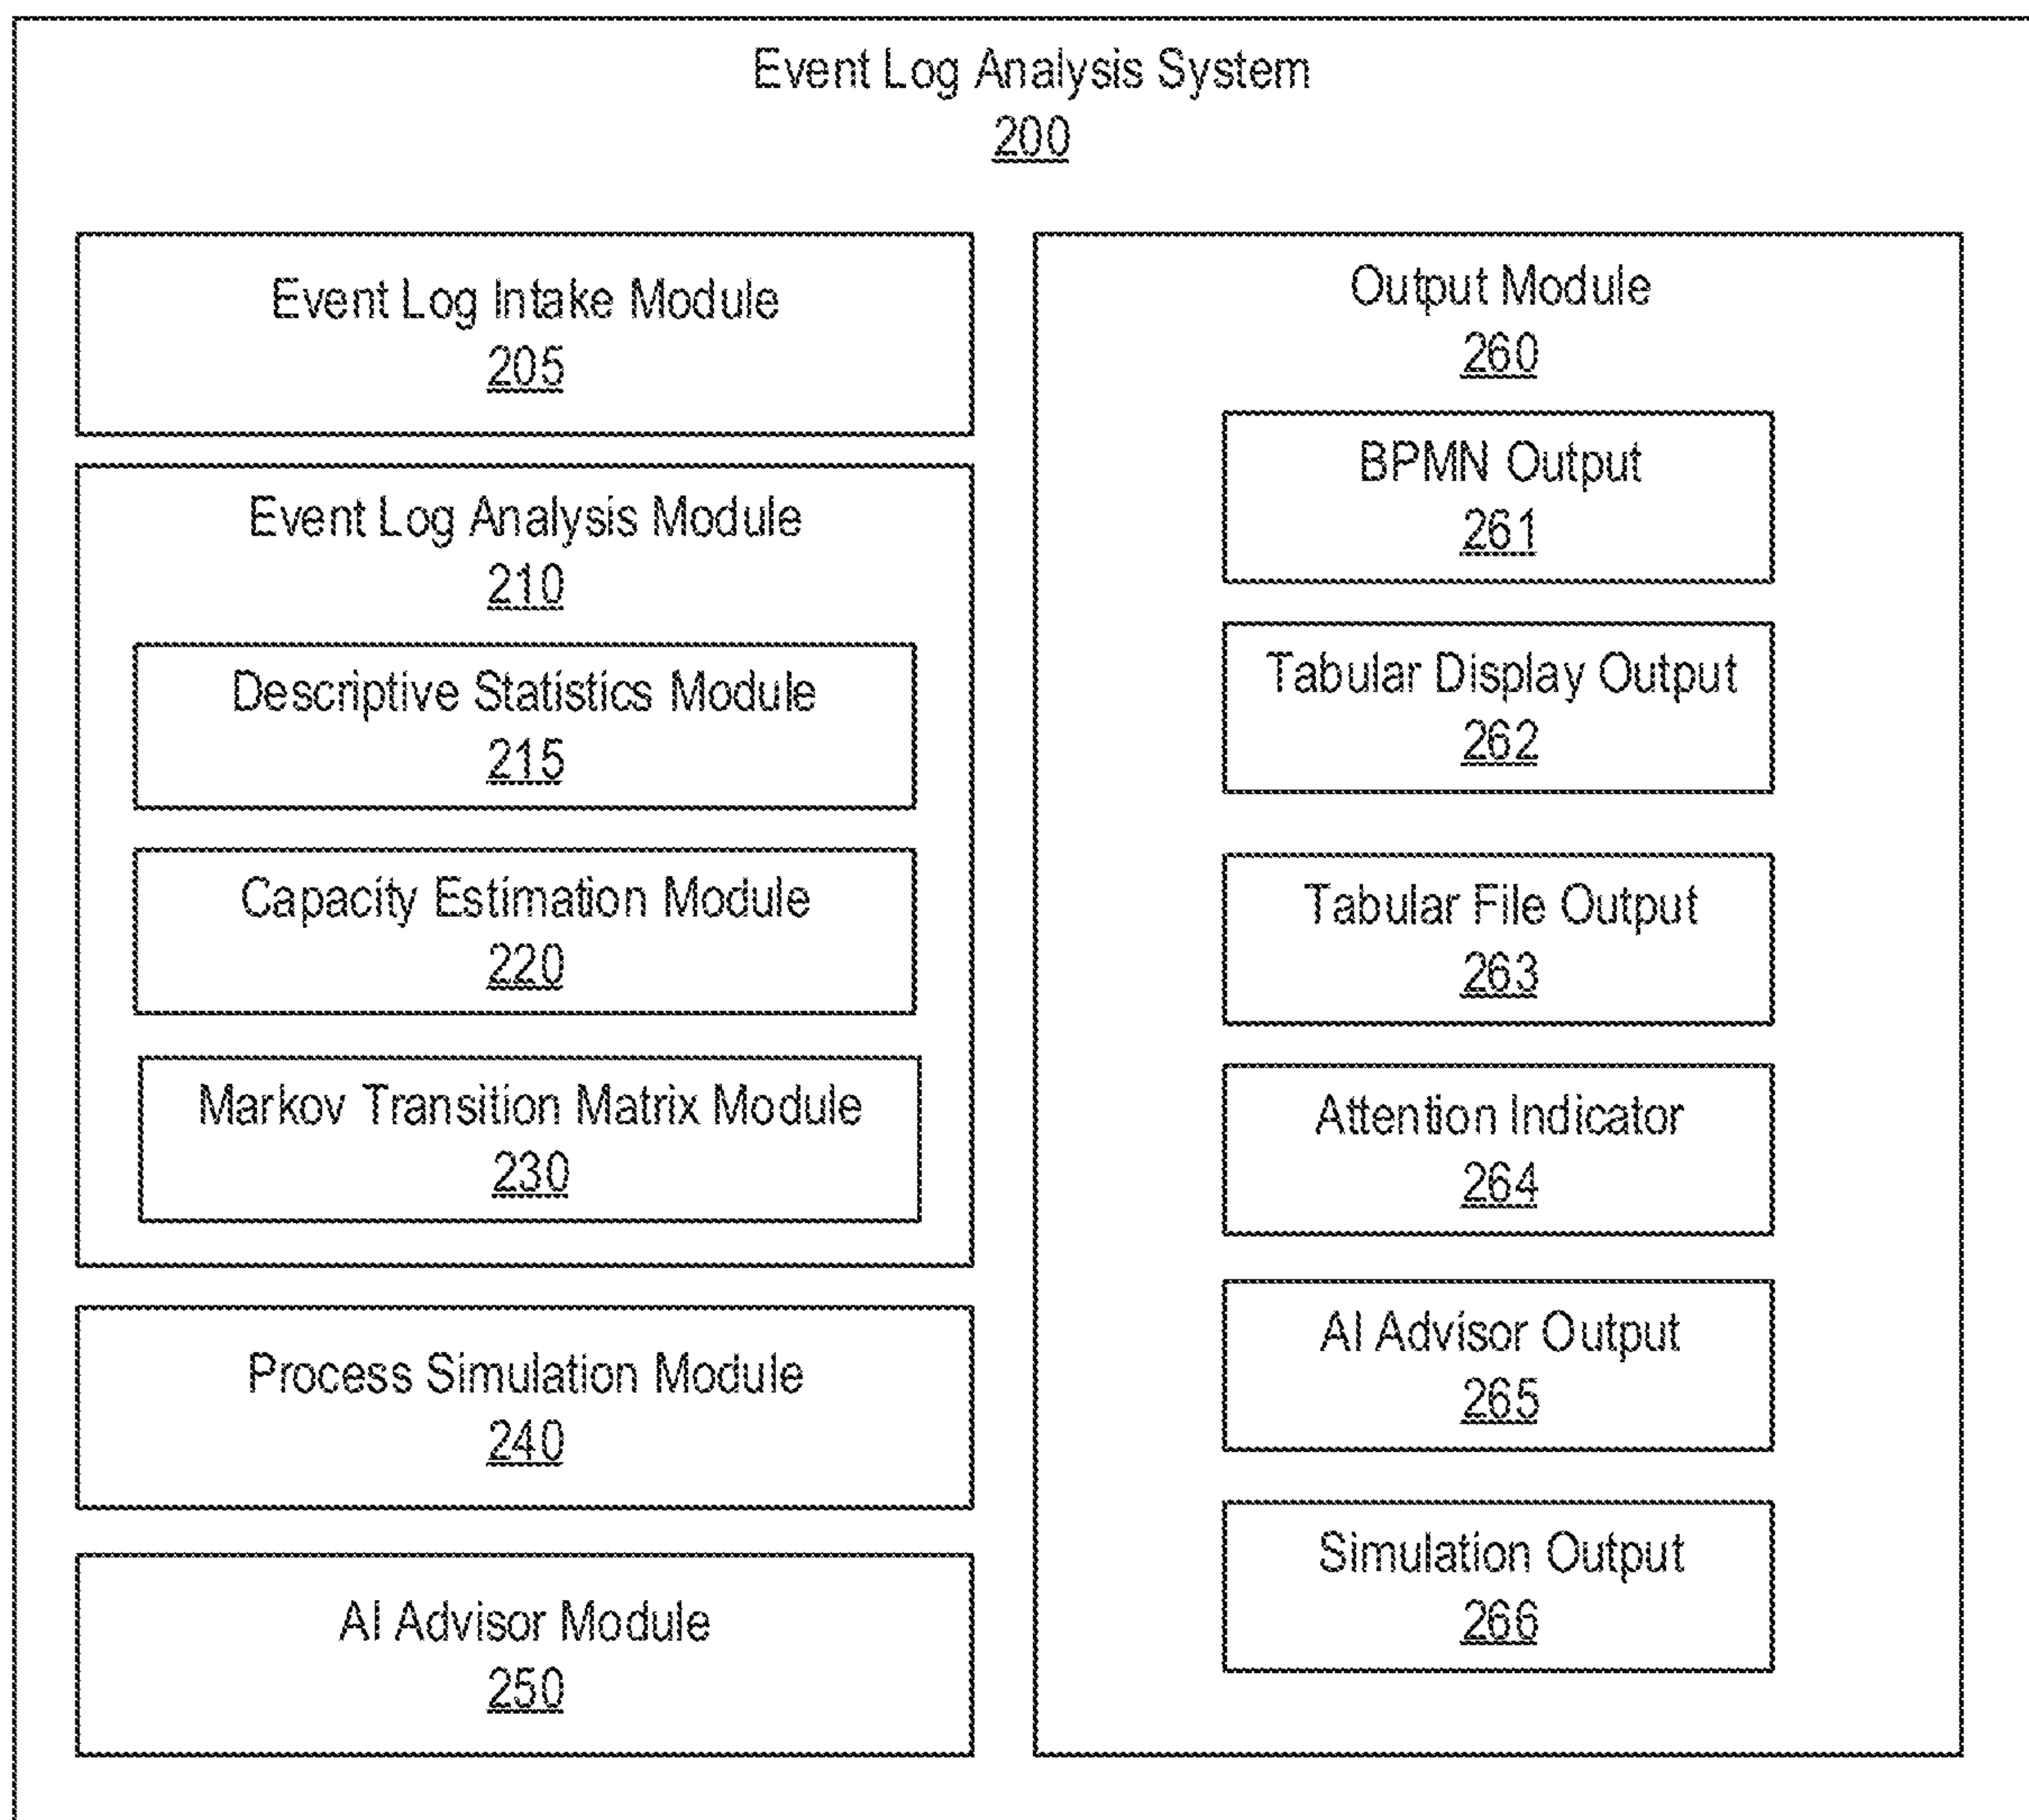 Event Log Analysis System
200
Event Log Intake Module
205
Event Log Analysis Module
210
Descriptive Statistics Module
215
Capacity Estimation Module
220
Markov Transition Matrix Module
230
Process Simulation Module
240
AI Advisor Module
250
Output Module
260
BPMN Output
261
Tabular Display Output
262
Tabular File Output
263
Attention Indicator
264
AI Advisor Output
265
Simulation Output
266